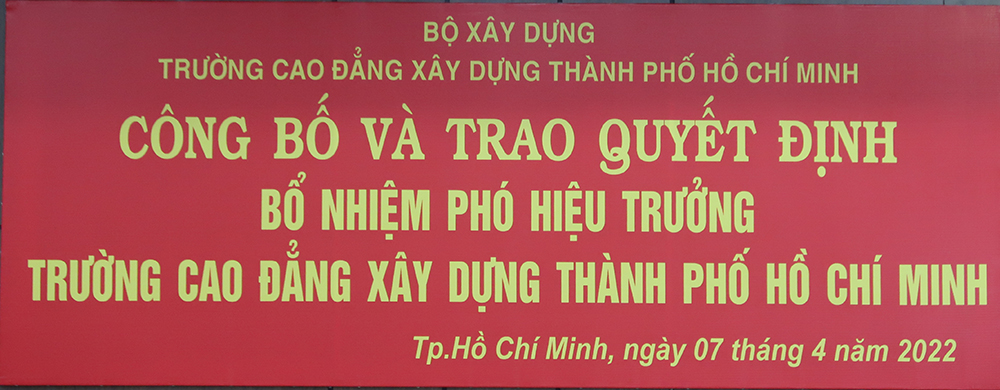 BỘ XÂY DỰNG
TRƯỜNG CAO ĐẲNG XÂY DỰNG THÀNH PHỐ HỒ CHÍ MINH
CÔNG BỐ VÀ TRAO QUYẾT ĐỊNH
BỔ NHIỆM PHÓ HIỆU TRƯỞNG
TRƯỜNG CAO ĐẲNG XÂY DỰNG THÀNH PHỐ HỒ CHÍ MINH
Tp.Hồ Chí Minh, ngày 07 tháng 4 năm 2022